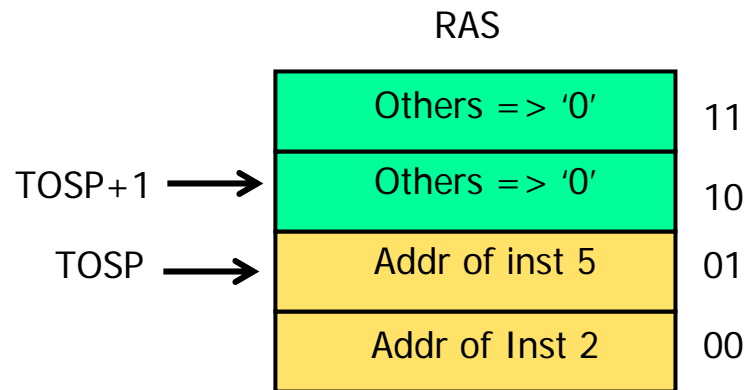 RAS
Others => ‘0’ 11
TOSP+1 Others => ‘0’ 10
TOSP Addr of inst 5 01
Addr of Inst 2 00